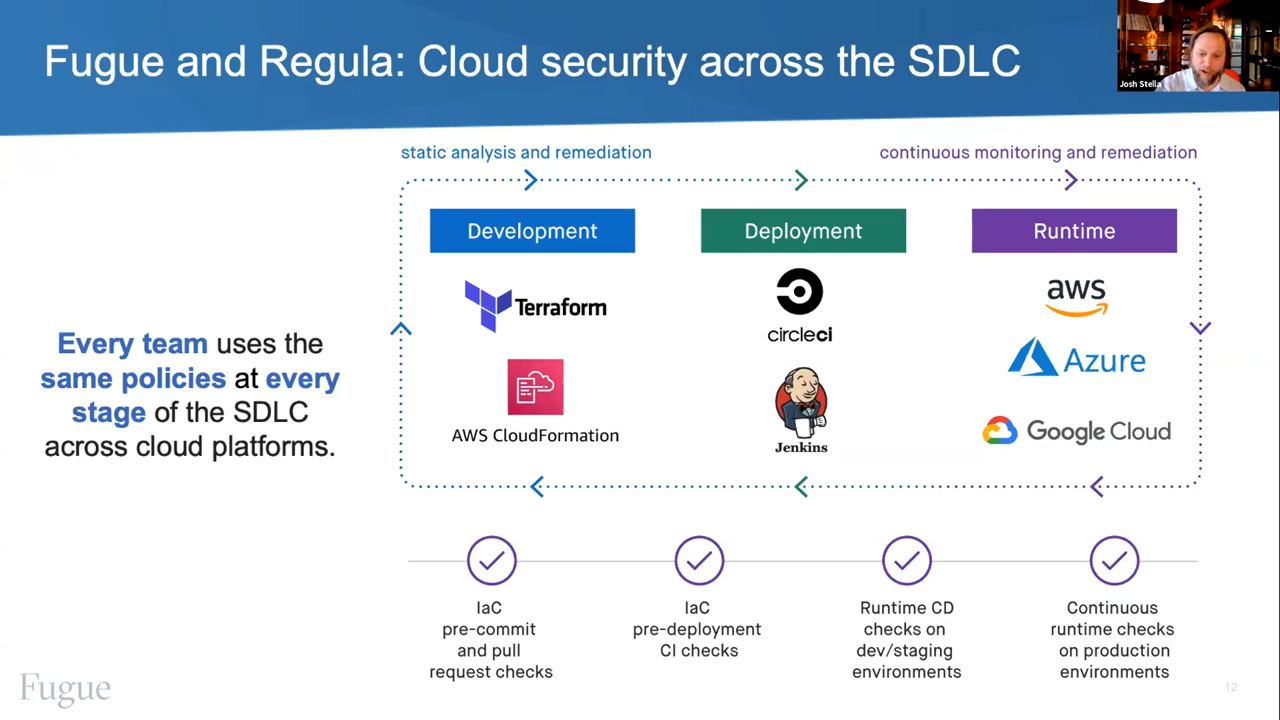 Fugue and Regula: Cloud security across the SDLC
Josh Stella
static analysis and remediation
continuous monitoring and remediation
Development
Deployment
Runtime
Terraform
circleci
aws
Azure
AWS CloudFormation
Jenkins
Google Cloud
Every team uses the
same policies at every
stage of the SDLC
across cloud platforms.
IaC
pre-commit
and pull
request checks
IaC
pre-deployment
CI checks
Runtime CD
checks on
dev/staging
environments
Continuous
runtime checks
on production
environments
Fugue
12